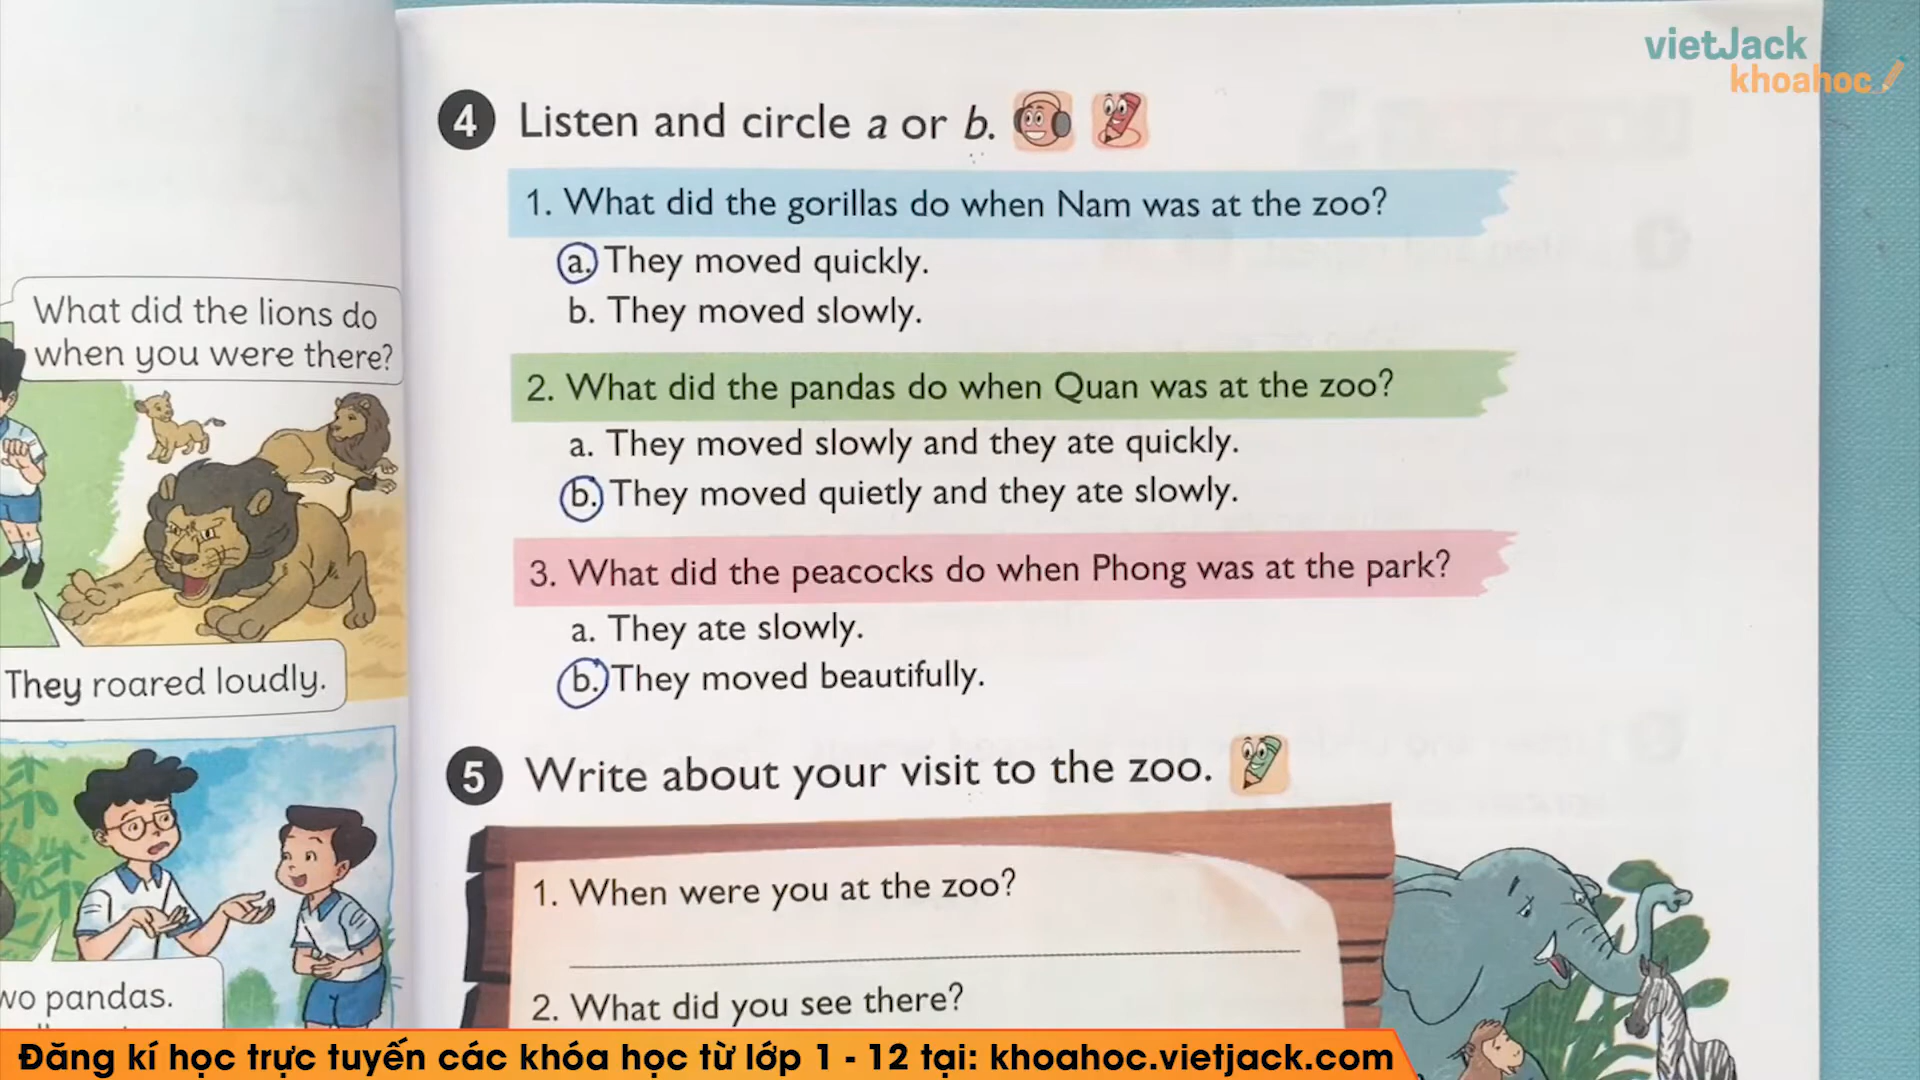 vietJack
khoahoc
4 Listen and circle a or b.
1. What did the gorillas do when Nam was at the zoo?
a. They moved quickly.
b. They moved slowly.
2. What did the pandas do when Quan was at the zoo?
a. They moved slowly and they ate quickly.
b. They moved quietly and they ate slowly.
3. What did the peacocks do when Phong was at the park?
a. They ate slowly.
b. They moved beautifully.
5 Write about your visit to the zoo.
1. When were you at the zoo?
2. What did you see there?
What did the lions do
when you were there?
They roared loudly.
pandas.
Đăng kí học trực tuyến các khóa học từ lớp 1 - 12 tại: khoahoc.vietjack.com